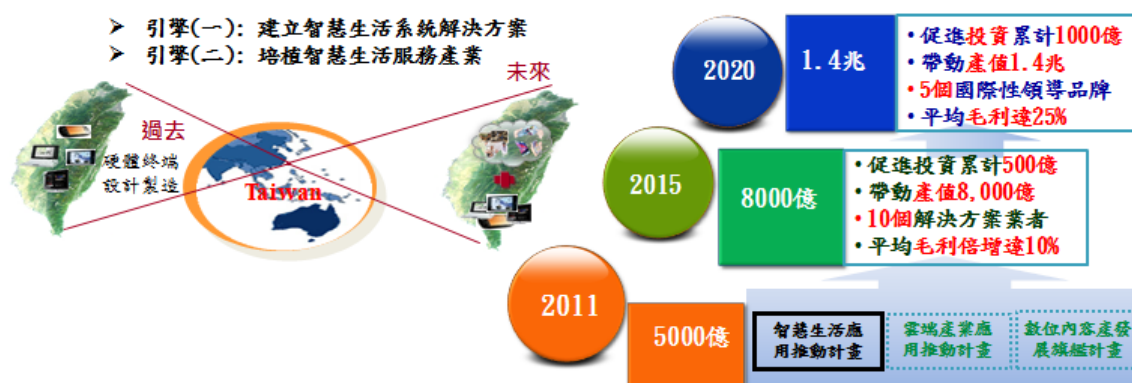 ➤ 引擎(一): 建立智慧生活系統解決方案
➤ 引擎(二): 培植智慧生活服務產業
過去
硬體終端
設計製造
Taiwan
未來
2020
1.4兆
•促進投資累計1000億
•帶動產值1.4兆
•5個國際性領導品牌
•平均毛利達25%
2015
8000億
•促進投資累計500億
•帶動產值8,000億
•10個解決方案業者
•平均毛利倍增達10%
2011
5000億
智慧生活應
用推動計畫
雲端產業應
用推動計畫
數位內容產發
展旗艦計畫